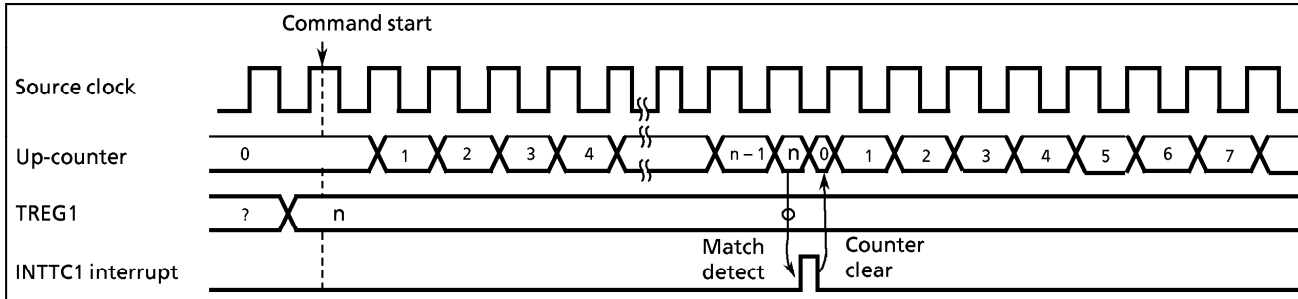 Command start
Source clock
Up-counter 0 1 2 3 4 n – 1 n 0 1 2 3 4 5 6 7
TREG1 ? n
Match detect
Counter clear
INTTC1 interrupt